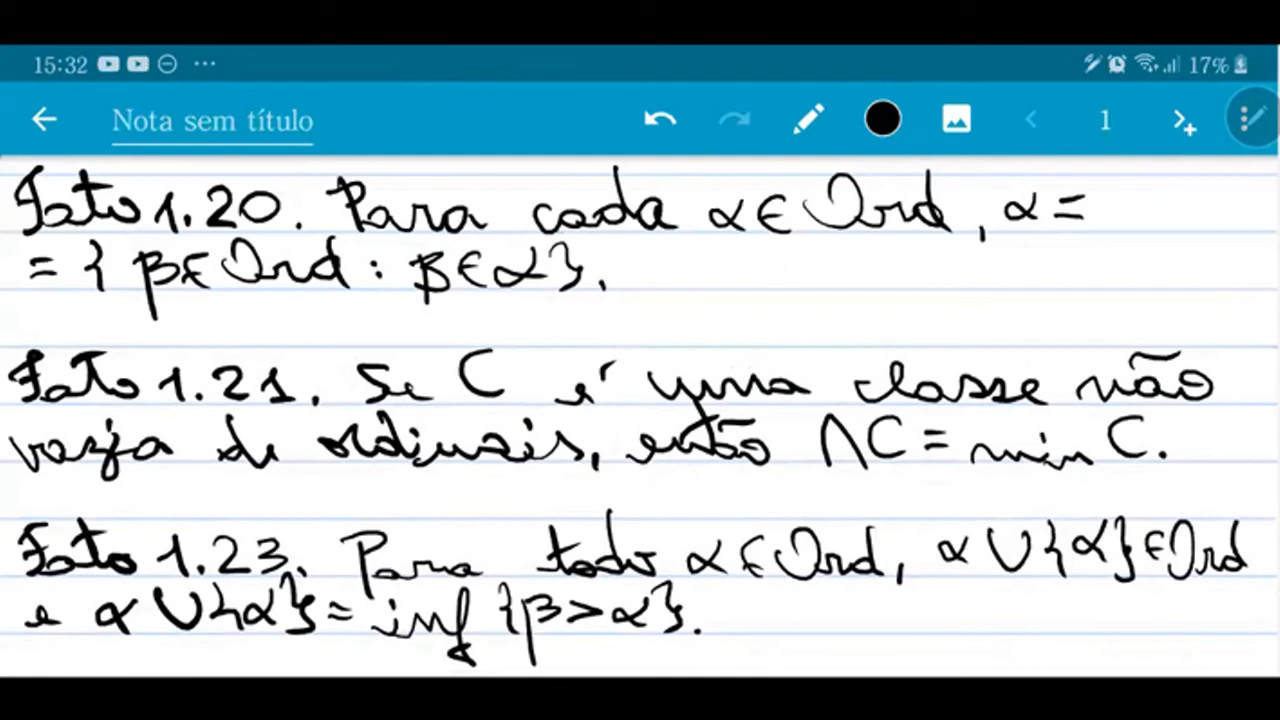 15:32 ... 17%
Nota sem título 1
Fato 1.20. Para cada α∈Ord, α=
= {β∈Ord : β∈α}.
Fato 1.21. Se C é uma classe não
vazia de ordinais, então ∩C = min C.
Fato 1.23. Para todo α∈Ord, α∪{α}∈Ord
e α∪{α} = inf {β>α}.